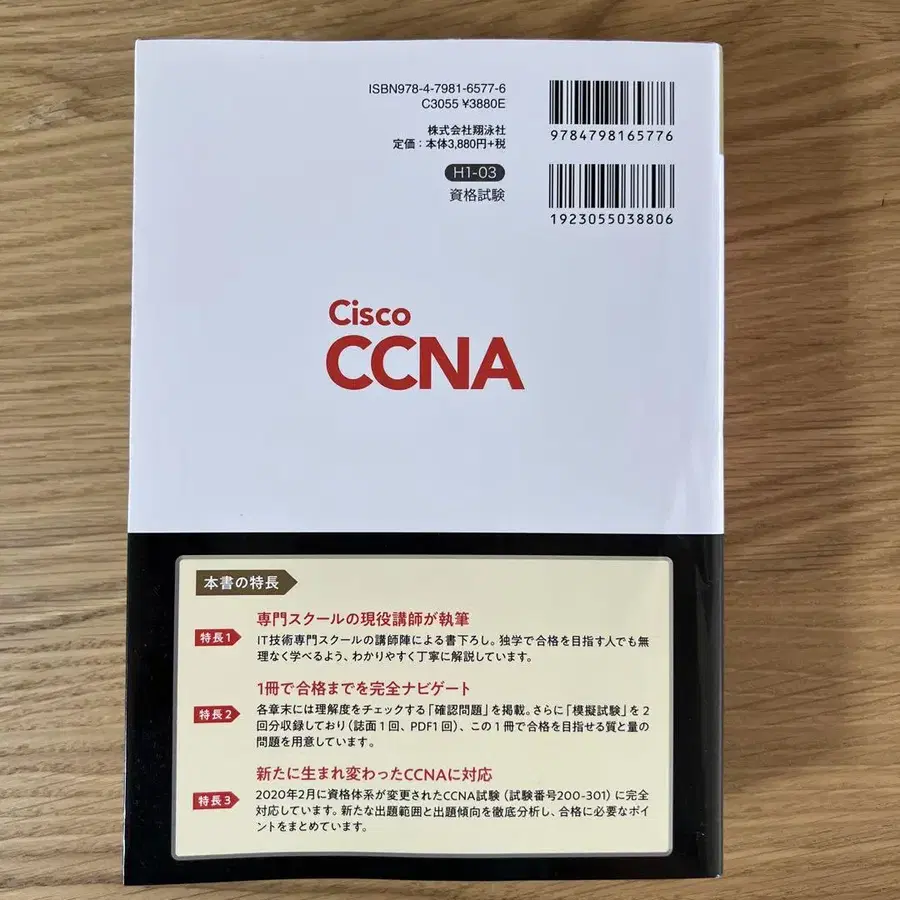 ISBN978-4-7981-6577-6
C3055 ¥3880E
株式会社翔泳社
定価：本体3,880円+税
H1-03
資格試験
9784798165776
1923055038806
Cisco
CCNA
本書の特長
特長1
専門スクールの現役講師が執筆
IT技術専門スクールの講師陣による書下ろし。独学で合格を目指す人でも無
理なく学べるよう、わかりやすく丁寧に解説しています。
特長2
1冊で合格までを完全ナビゲート
各章末には理解度をチェックする「確認問題」を掲載。さらに「模擬試験」を2
回分収録しており（誌面1回、PDF1回）、この1冊で合格を目指せる質と量の
問題を用意しています。
特長3
新たに生まれ変わったCCNAに対応
2020年2月に資格体系が変更されたCCNA試験（試験番号200-301）に完全
対応しています。新たな出題範囲と出題傾向を徹底分析し、合格に必要なポイ
ントをまとめています。